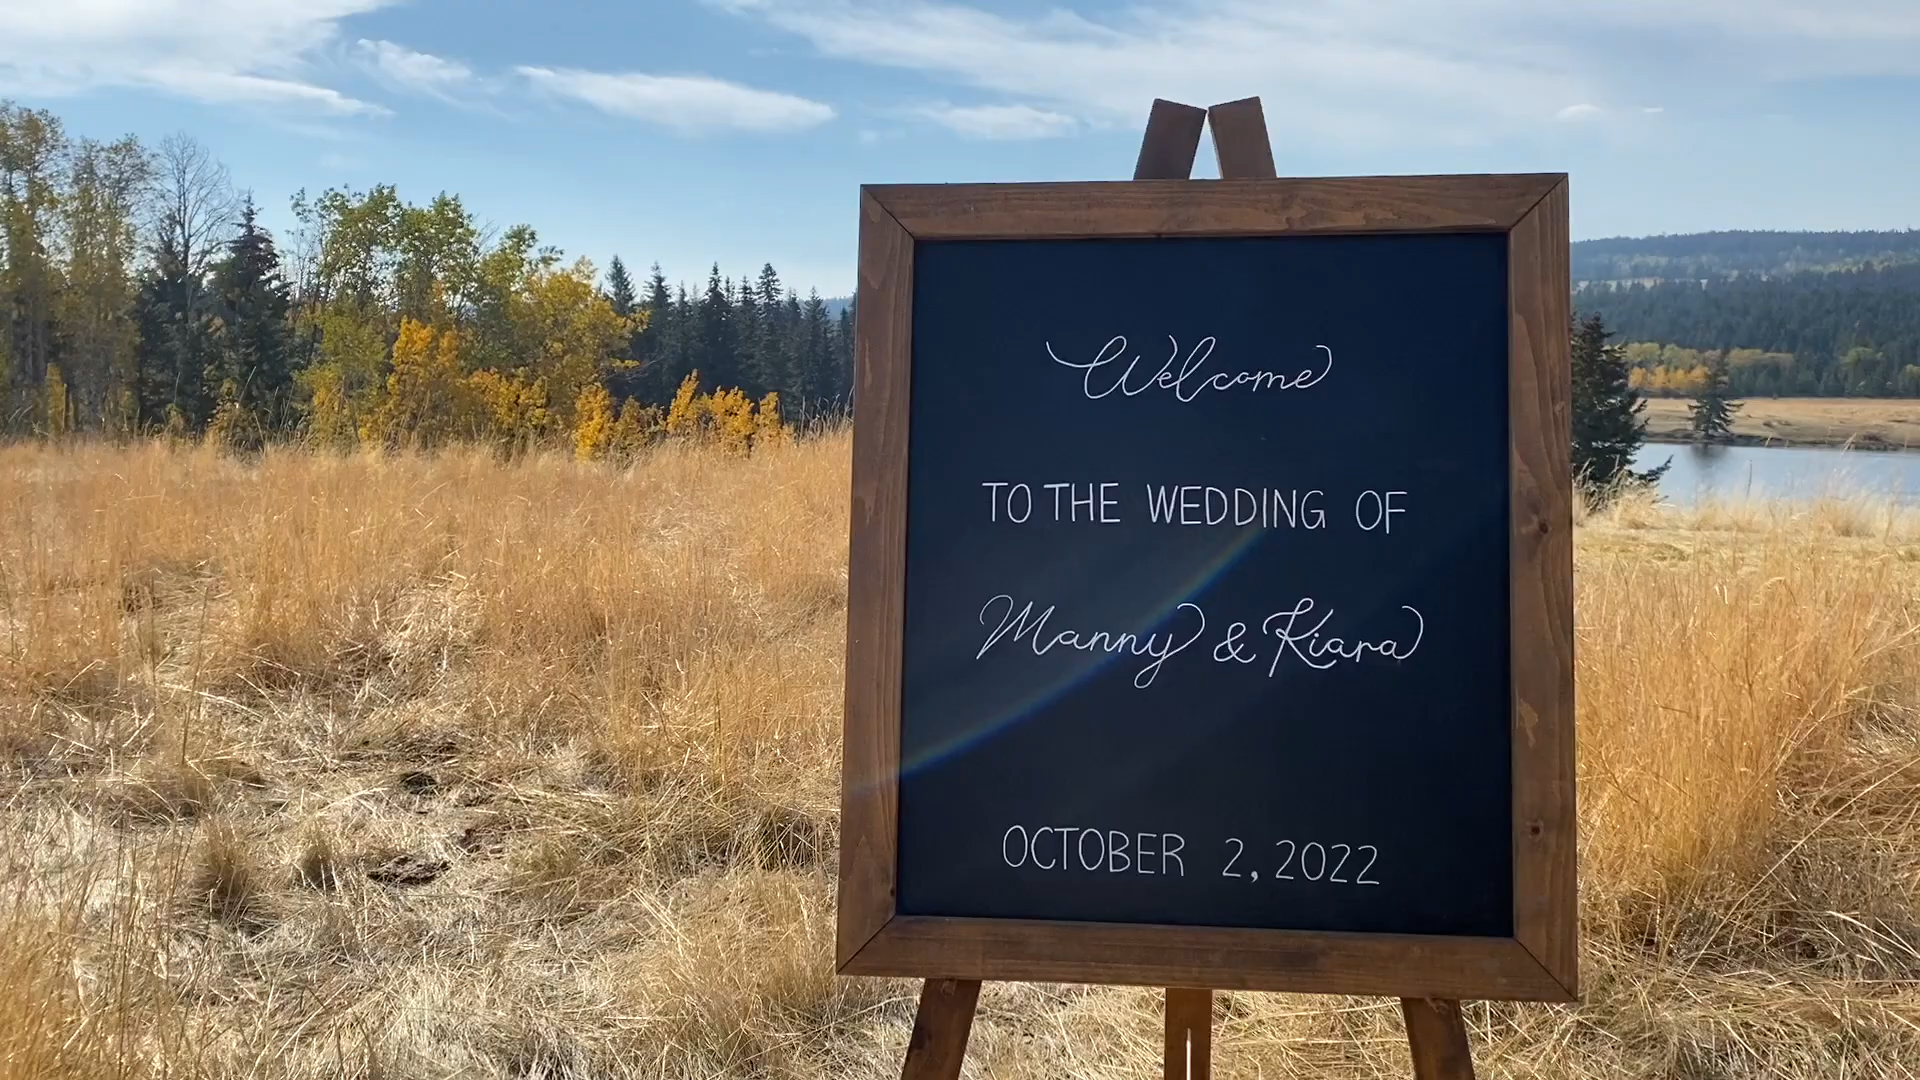 Welcome
TO THE WEDDING OF
Manny & Kiara
OCTOBER 2, 2022